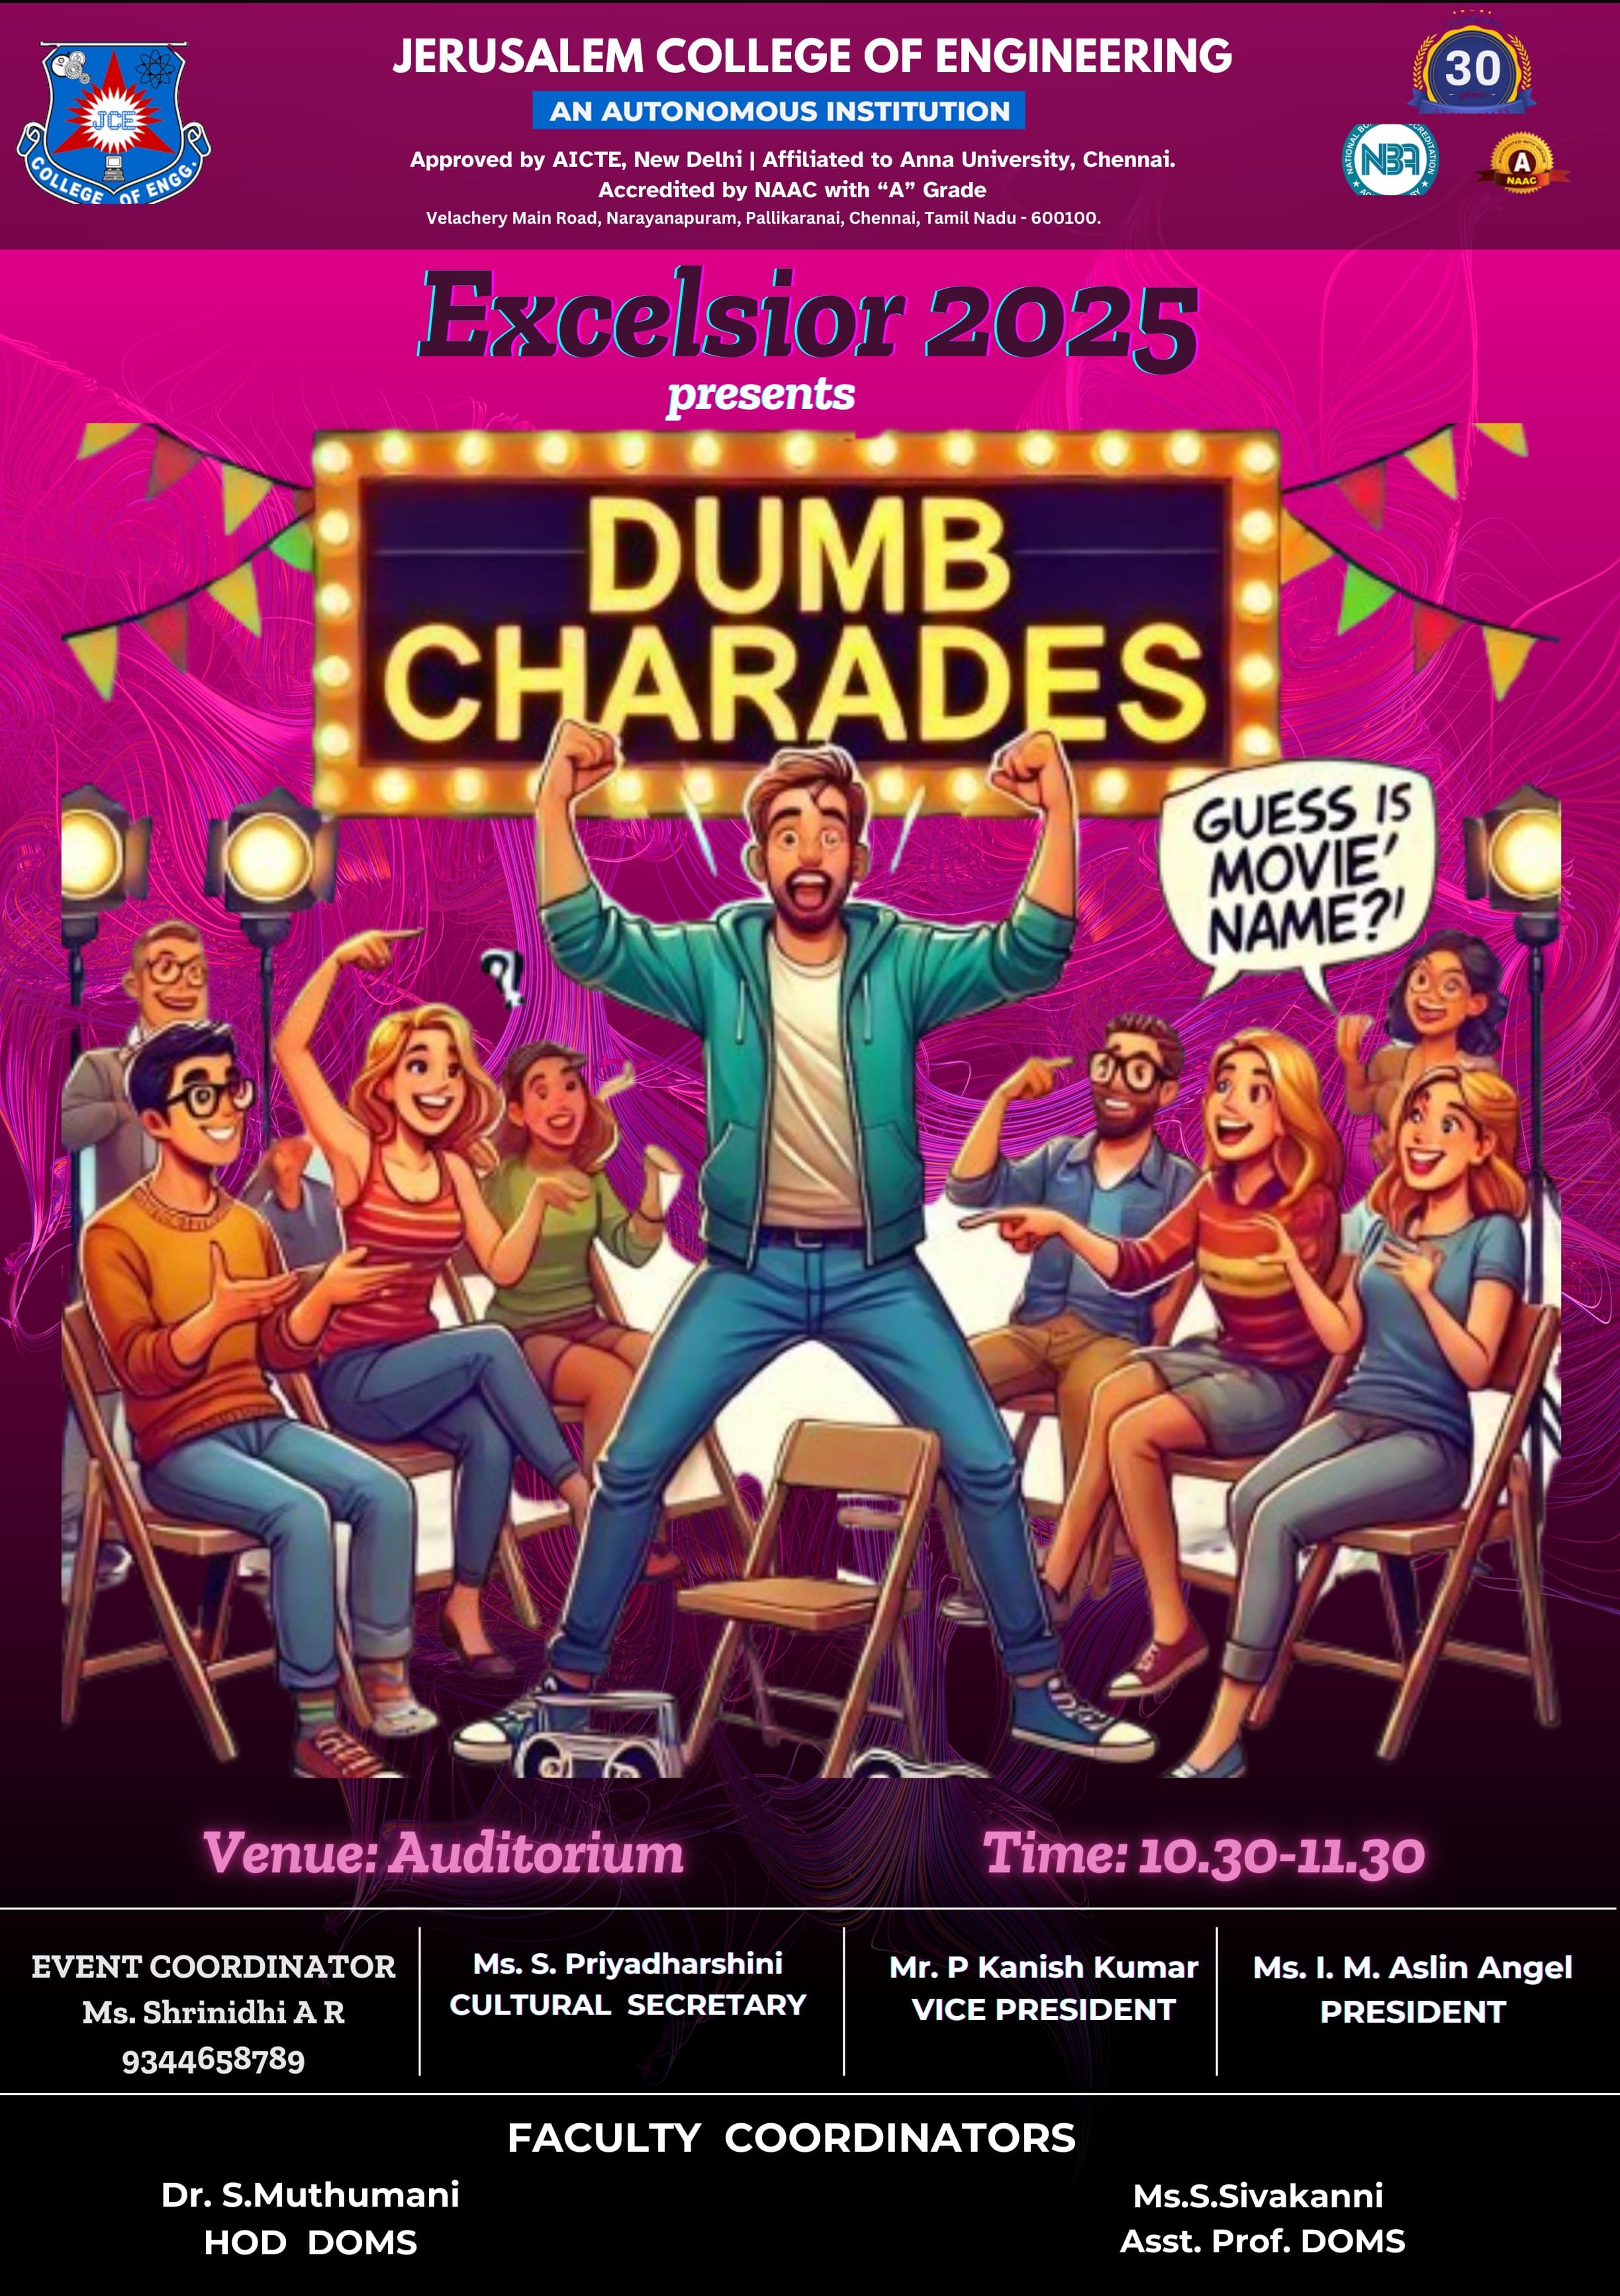 JCE
COLLEGE OF ENGG.
JERUSALEM COLLEGE OF ENGINEERING
AN AUTONOMOUS INSTITUTION
Approved by AICTE, New Delhi | Affiliated to Anna University, Chennai.
Accredited by NAAC with “A” Grade
Velachery Main Road, Narayanapuram, Pallikaranai, Chennai, Tamil Nadu - 600100.
30
NBA
A
NAAC
Excelsior 2025
presents
DUMB
CHARADES
GUESS IS
MOVIE'
NAME?'
?
Venue: Auditorium
Time: 10.30-11.30
EVENT COORDINATOR
Ms. Shrinidhi A R
9344658789
Ms. S. Priyadharshini
CULTURAL SECRETARY
Mr. P Kanish Kumar
VICE PRESIDENT
Ms. I. M. Aslin Angel
PRESIDENT
FACULTY COORDINATORS
Dr. S.Muthumani
HOD DOMS
Ms.S.Sivakanni
Asst. Prof. DOMS